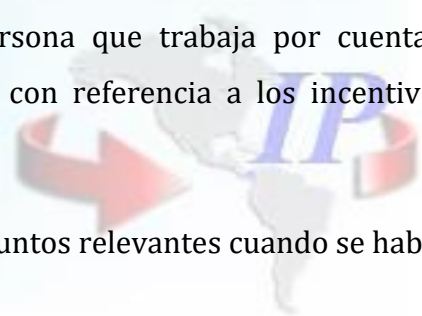 rsona que trabaja por cuenta
con referencia a los incentiv
IP
untos relevantes cuando se hab